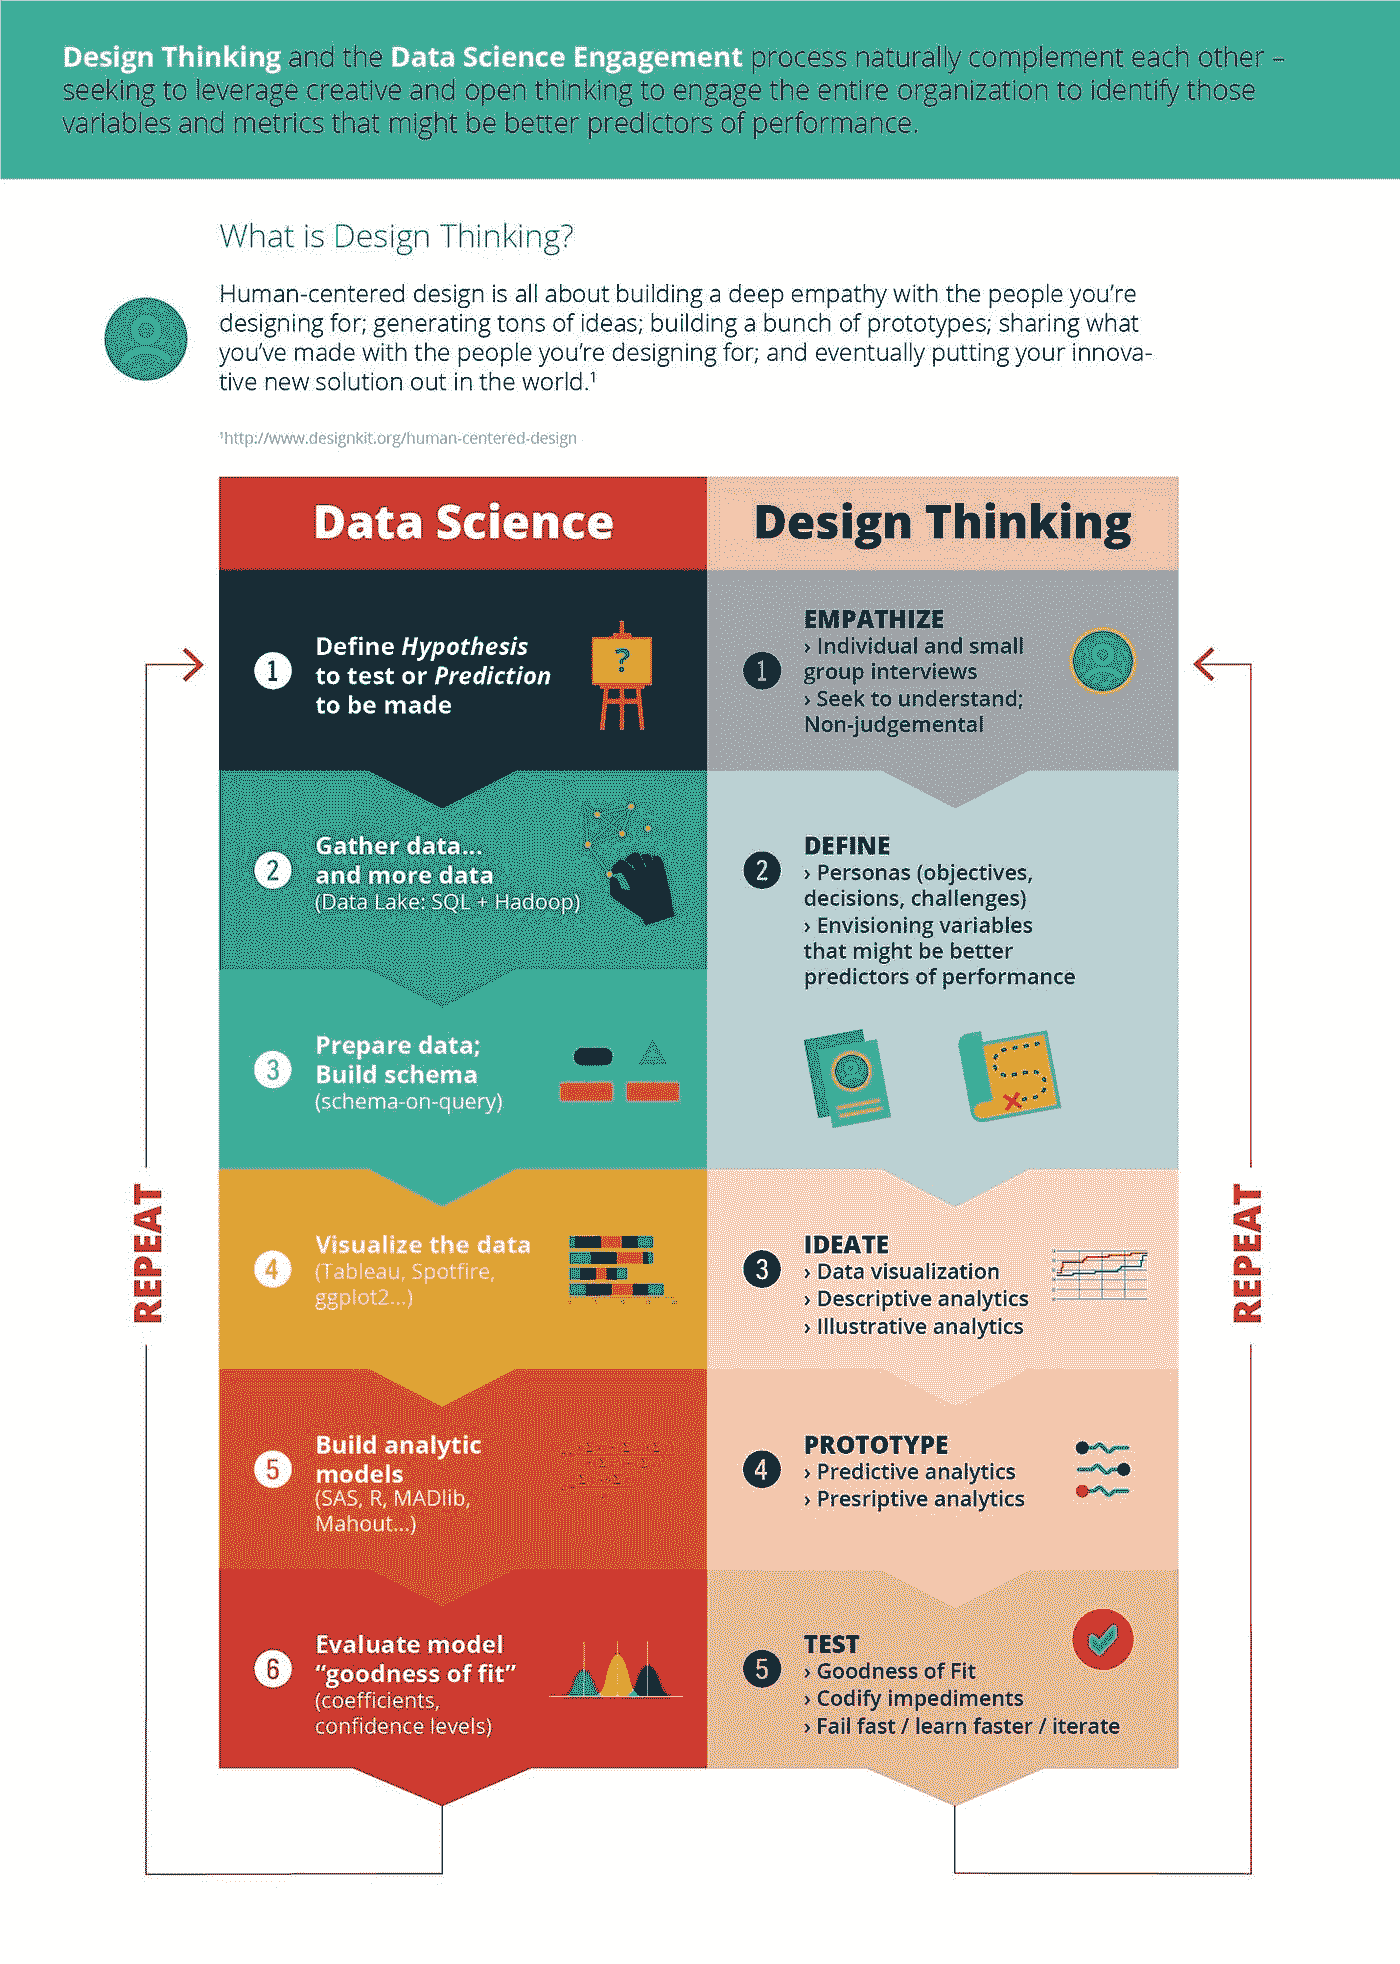 Design Thinking and the Data Science Engagement process naturally complement each other –
seeking to leverage creative and open thinking to engage the entire organization to identify those
variables and metrics that might be better predictors of performance.
What is Design Thinking?
Human-centered design is all about building a deep empathy with the people you’re
designing for; generating tons of ideas; building a bunch of prototypes; sharing what
you’ve made with the people you’re designing for; and eventually putting your innova-
tive new solution out in the world.¹
¹http://www.designkit.org/human-centered-design
Data Science
1
Define Hypothesis
to test or Prediction
to be made
?
2
Gather data...
and more data
(Data Lake: SQL + Hadoop)
3
Prepare data;
Build schema
(schema-on-query)
4
Visualize the data
(Tableau, Spotfire,
ggplot2...)
5
Build analytic
models
(SAS, R, MADlib,
Mahout...)
6
Evaluate model
“goodness of fit”
(coefficients,
confidence levels)
REPEAT
Design Thinking
1
EMPATHIZE
› Individual and small
group interviews
› Seek to understand;
Non-judgemental
2
DEFINE
› Personas (objectives,
decisions, challenges)
› Envisioning variables
that might be better
predictors of performance
3
IDEATE
› Data visualization
› Descriptive analytics
› Illustrative analytics
4
PROTOTYPE
› Predictive analytics
› Presriptive analytics
5
TEST
› Goodness of Fit
› Codify impediments
› Fail fast / learn faster / iterate
REPEAT